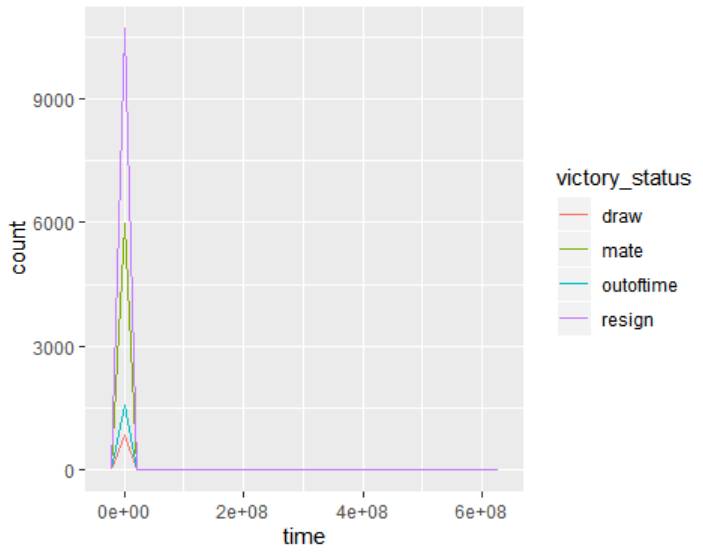 9000
6000
3000
0
count
0e+00 2e+08 4e+08 6e+08
time
victory_status
draw
mate
outoftime
resign